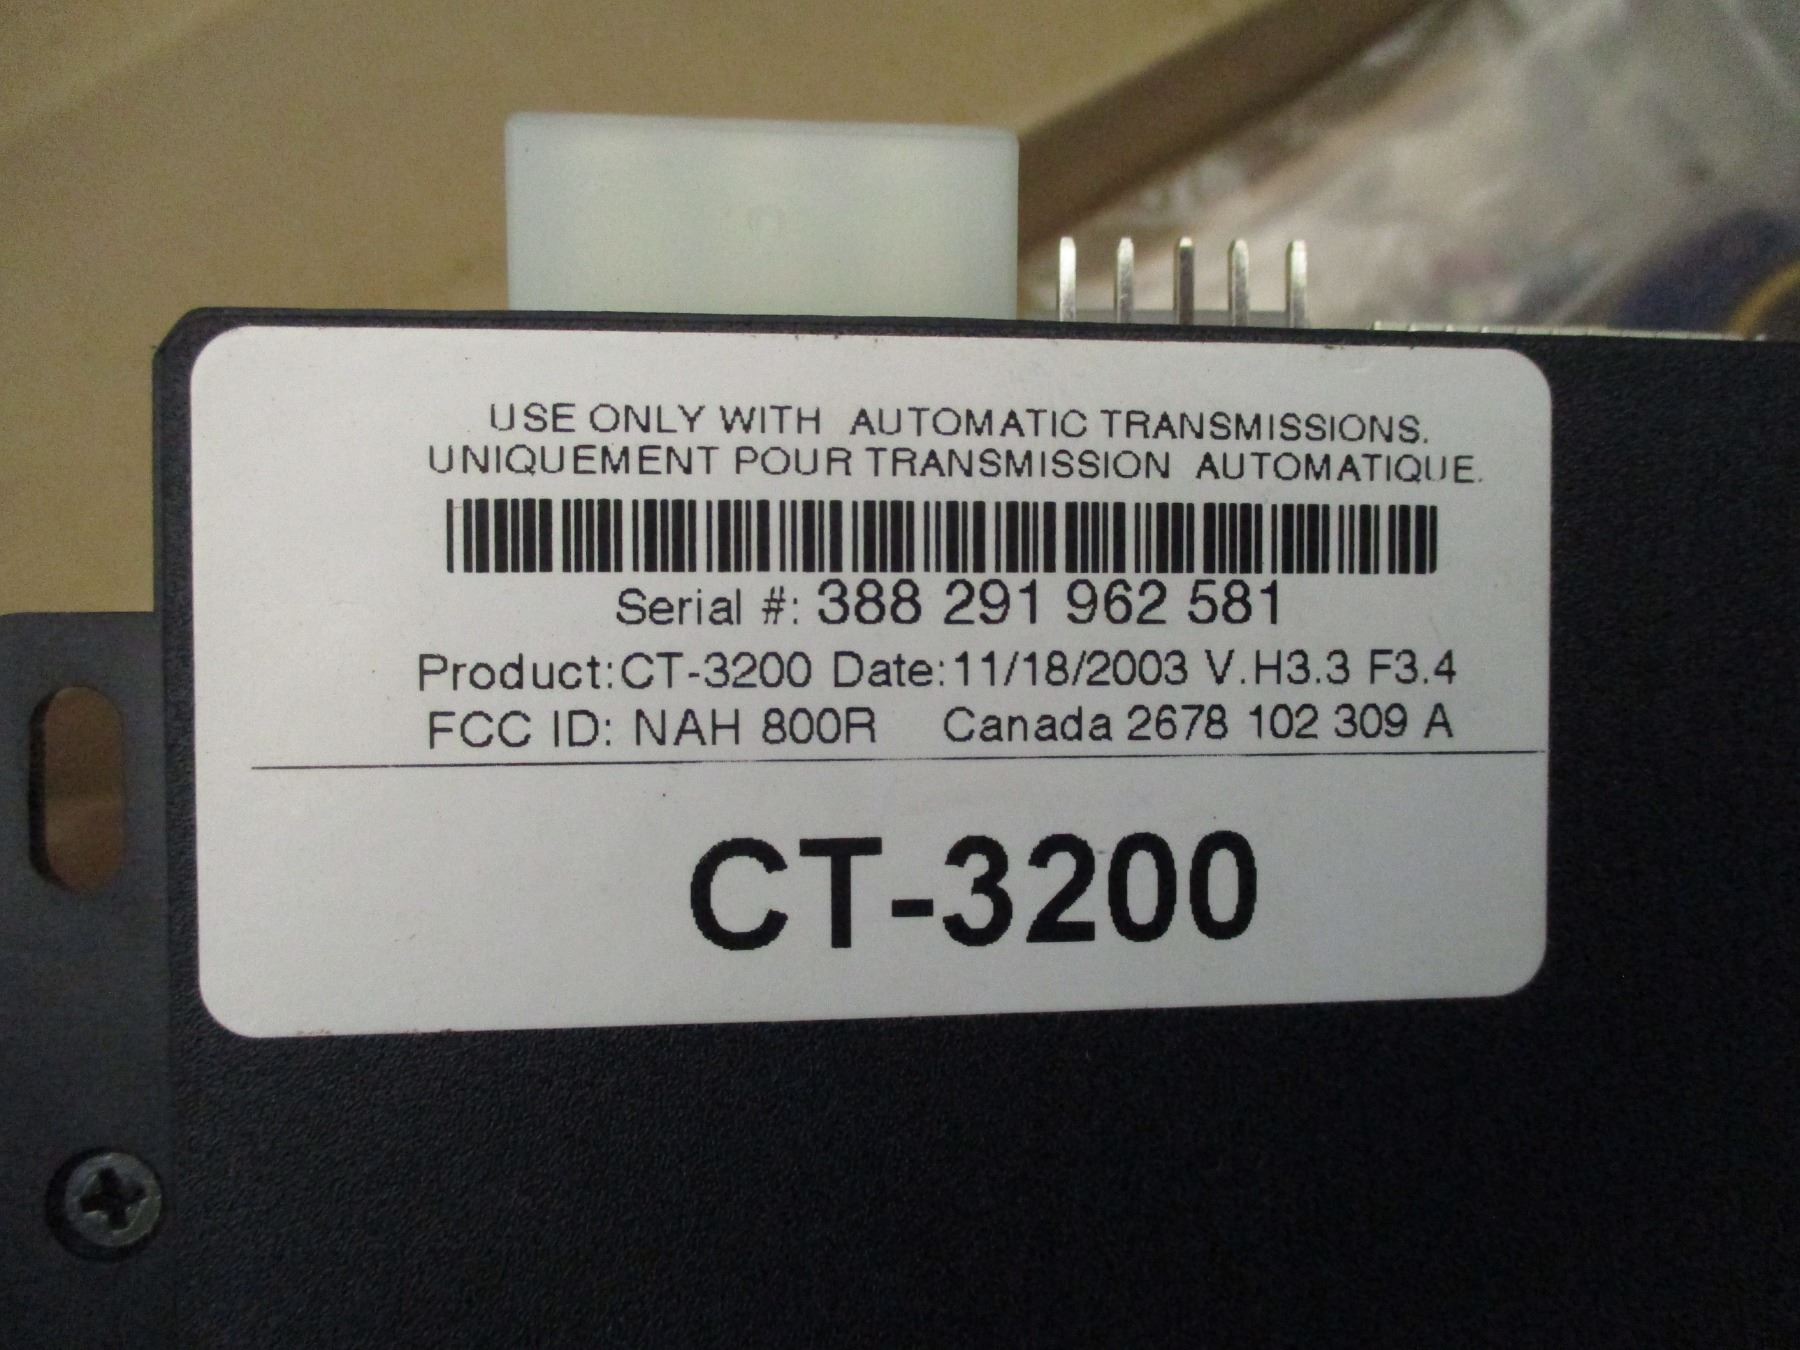 USE ONLY WITH AUTOMATIC TRANSMISSIONS.
UNIQUEMENT POUR TRANSMISSION AUTOMATIQUE.
Serial #: 388 291 962 581
Product:CT-3200 Date:11/18/2003 V.H3.3 F3.4
FCC ID: NAH 800R Canada 2678 102 309 A
CT-3200